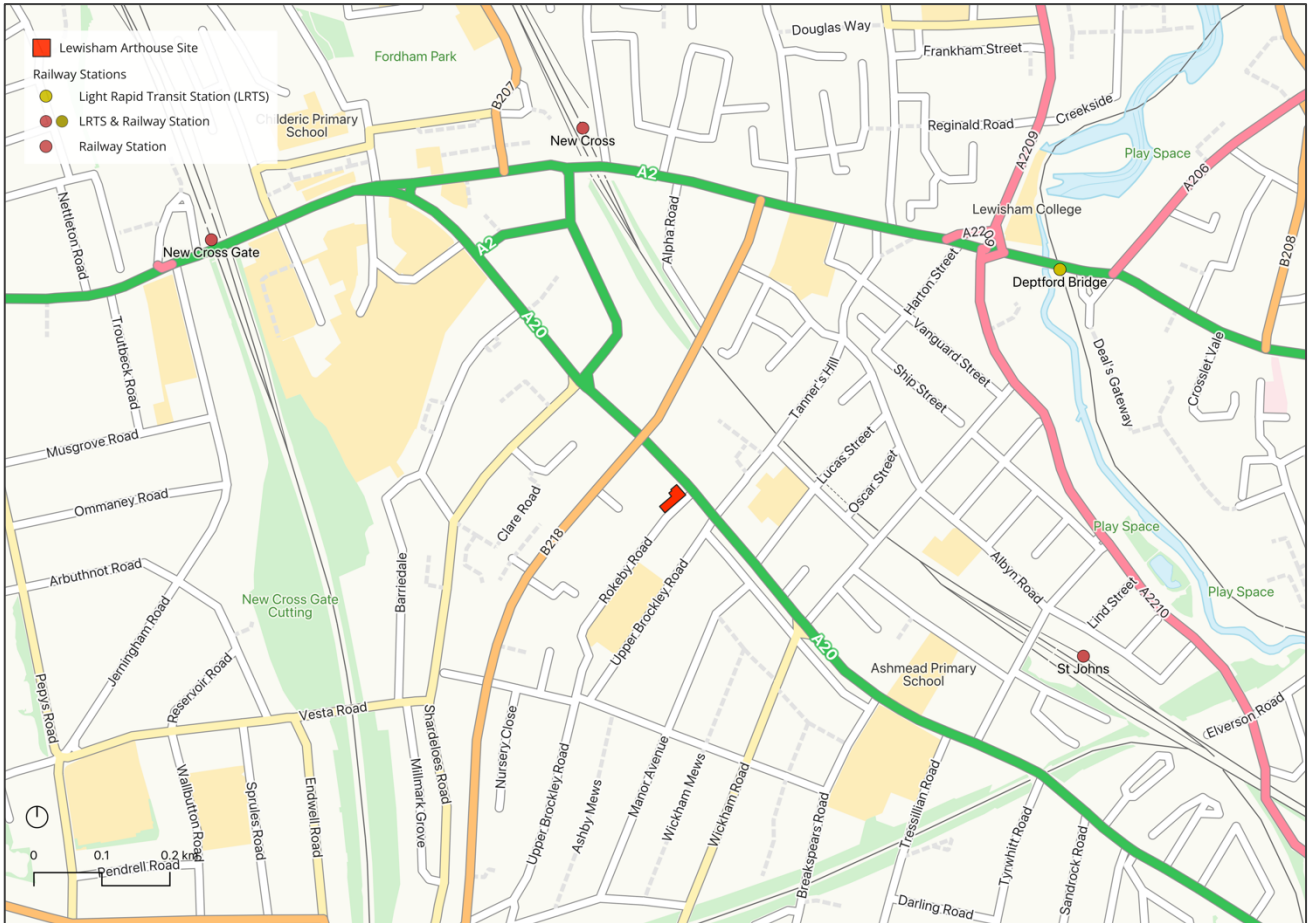 Lewisham Arthouse Site
Railway Stations
Light Rapid Transit Station (LRTS)
LRTS & Railway Station
Railway Station
Fordham Park
Douglas Way
Frankham Street
B207
Childeric Primary
School
New Cross
Creekside
Reginald Road
A2209
Play Space
A206
A2
Nettleton Road
Alpha Road
Lewisham College
New Cross Gate
A2
A2209
B208
Harton Street
Deptford Bridge
A20
Troutbeck Road
Vanguard Street
Deal's Gateway
Crosslet Vale
Tanner's Hill
Ship Street
Musgrove Road
Lucas Street
Oscar Street
Ommaney Road
Clare Road
B218
Play Space
Arbuthnot Road
Barriedale
Rokeby Road
Albyn Road
New Cross Gate
Cutting
Upper Brockley Road
Lind Street
A2210
Play Space
Jerningham Road
A20
Ashmead Primary
School
St Johns
Reservoir Road
Pepys Road
Vesta Road
Elverson Road
Nursery Close
Shardeloes Road
Millmark Grove
Upper Brockley Road
Ashby Mews
Manor Avenue
Wickham Mews
Wickham Road
Breakspears Road
Tressillian Road
Tyrwhitt Road
Sandrock Road
Wallbutton Road
Sprules Road
Endwell Road
0
0.1
0.2 km
Pendrell Road
Darling Road